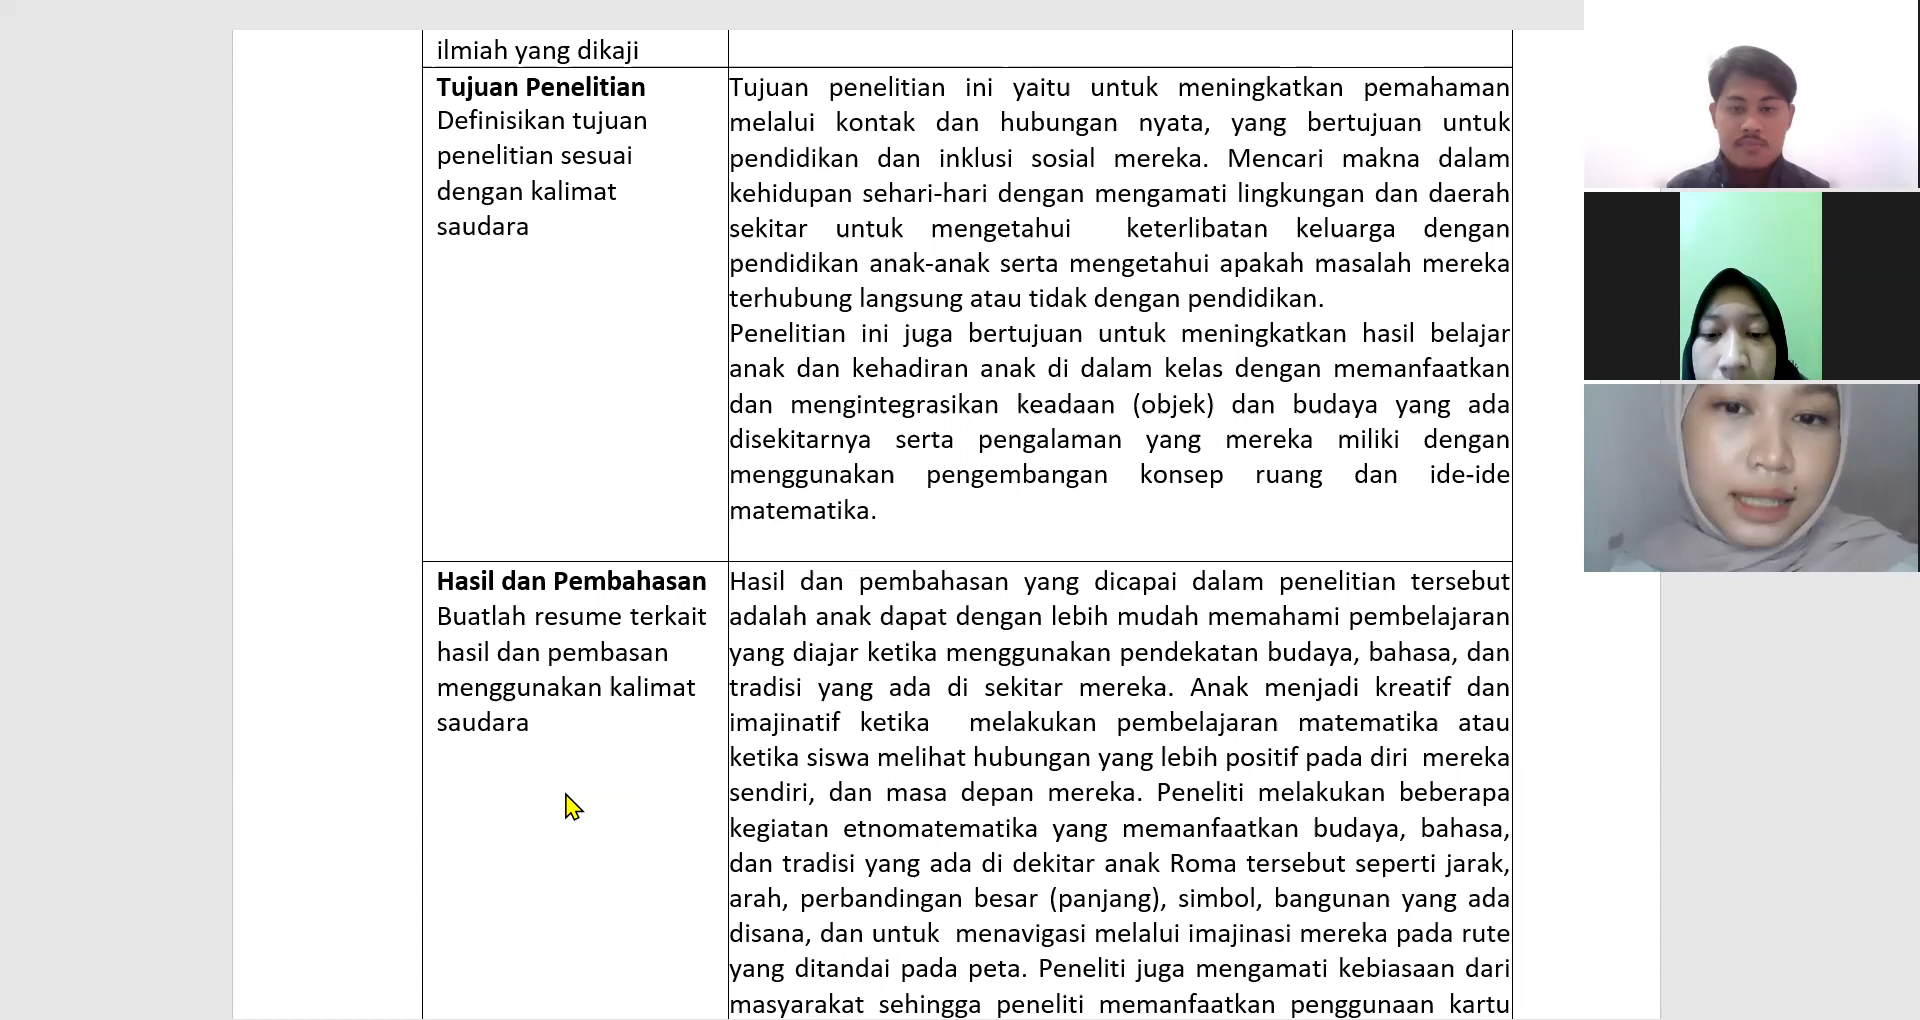 ilmiah yang dikaji
Tujuan Penelitian
Definisikan tujuan
penelitian sesuai
dengan kalimat
saudara
Tujuan penelitian ini yaitu untuk meningkatkan pemahaman
melalui kontak dan hubungan nyata, yang bertujuan untuk
pendidikan dan inklusi sosial mereka. Mencari makna dalam
kehidupan sehari-hari dengan mengamati lingkungan dan daerah
sekitar untuk mengetahui keterlibatan keluarga dengan
pendidikan anak-anak serta mengetahui apakah masalah mereka
terhubung langsung atau tidak dengan pendidikan.
Penelitian ini juga bertujuan untuk meningkatkan hasil belajar
anak dan kehadiran anak di dalam kelas dengan memanfaatkan
dan mengintegrasikan keadaan (objek) dan budaya yang ada
disekitarnya serta pengalaman yang mereka miliki dengan
menggunakan pengembangan konsep ruang dan ide-ide
matematika.
Hasil dan Pembahasan
Buatlah resume terkait
hasil dan pembasan
menggunakan kalimat
saudara
Hasil dan pembahasan yang dicapai dalam penelitian tersebut
adalah anak dapat dengan lebih mudah memahami pembelajaran
yang diajar ketika menggunakan pendekatan budaya, bahasa, dan
tradisi yang ada di sekitar mereka. Anak menjadi kreatif dan
imajinatif ketika melakukan pembelajaran matematika atau
ketika siswa melihat hubungan yang lebih positif pada diri mereka
sendiri, dan masa depan mereka. Peneliti melakukan beberapa
kegiatan etnomatematika yang memanfaatkan budaya, bahasa,
dan tradisi yang ada di dekitar anak Roma tersebut seperti jarak,
arah, perbandingan besar (panjang), simbol, bangunan yang ada
disana, dan untuk menavigasi melalui imajinasi mereka pada rute
yang ditandai pada peta. Peneliti juga mengamati kebiasaan dari
masyarakat sehingga peneliti memanfaatkan penggunaan kartu